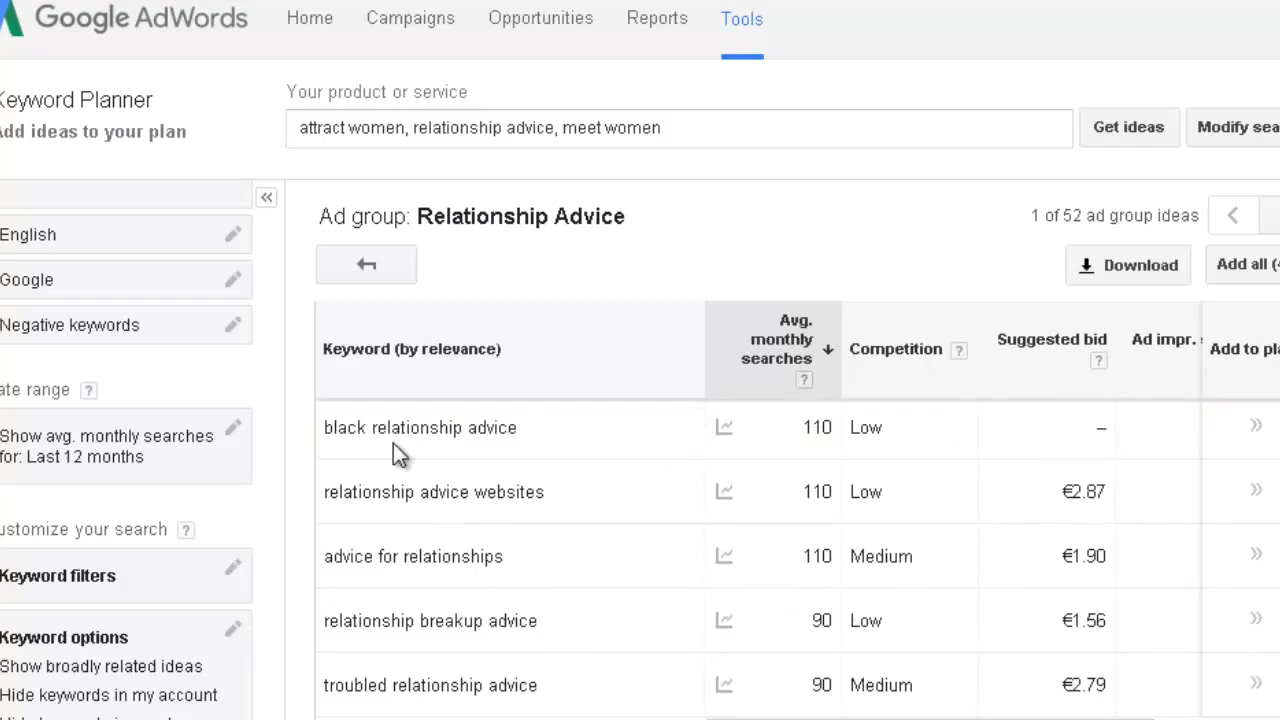 Google AdWords
Home Campaigns Opportunities Reports Tools
Keyword Planner
Add ideas to your plan
Your product or service
attract women, relationship advice, meet women
Get ideas
Modify sea
English
Google
Negative keywords
ate range ?
Show avg. monthly searches
for: Last 12 months
ustomize your search ?
Keyword filters
Keyword options
Show broadly related ideas
Hide keywords in my account
Ad group: Relationship Advice
1 of 52 ad group ideas
Download
Add all (
Keyword (by relevance)
Avg.
monthly
searches
?
Competition ?
Suggested bid
?
Ad impr.
Add to pla
black relationship advice 110 Low –
relationship advice websites 110 Low €2.87
advice for relationships 110 Medium €1.90
relationship breakup advice 90 Low €1.56
troubled relationship advice 90 Medium €2.79